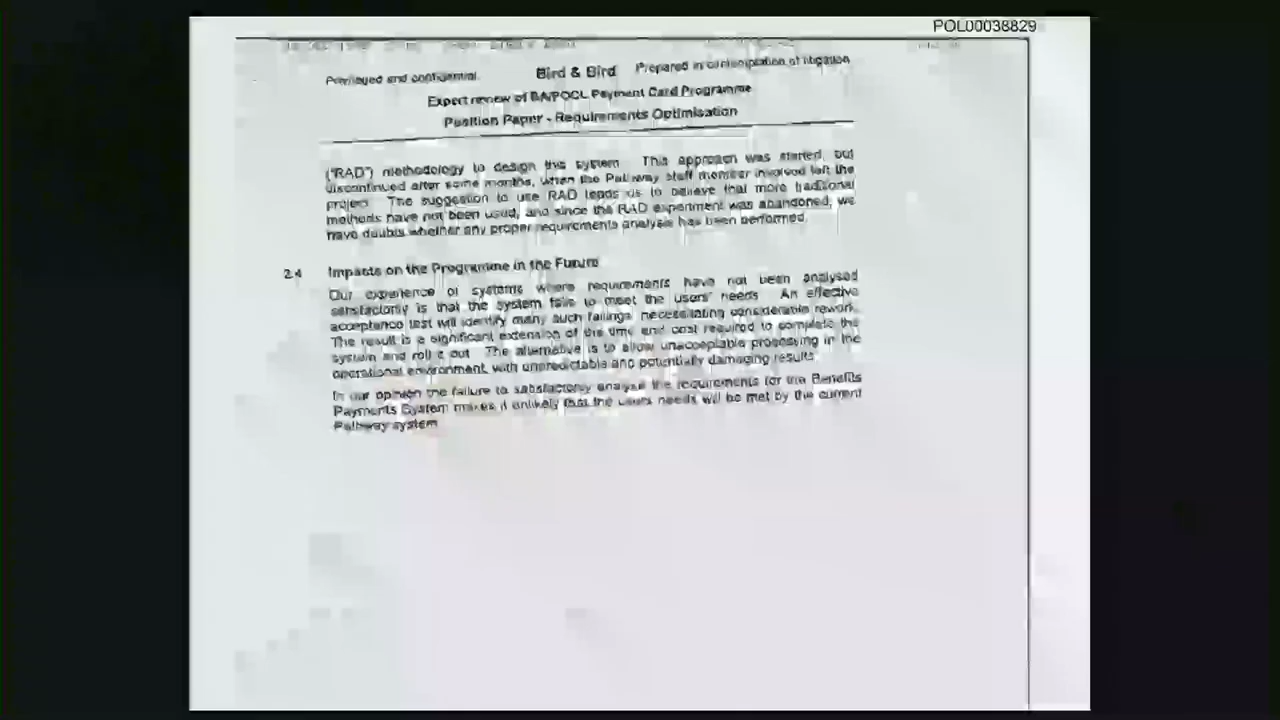 POL00038829
Privileged and confidential Bird & Bird Prepared in contemplation of litigation
Expert review of BA/POCL Payment Card Programme
Position Paper - Requirements Optimisation
("RAD") methodology to design this system This approach was started, but
discontinued after some months, when the Pathway staff member involved left the
project The suggestion to use RAD leads us to believe that more traditional
methods have not been used, and since the RAD experiment was abandoned, we
have doubts whether any proper requirements analysis has been performed.
2.4 Impacts on the Programme in the Future
Our experience of systems where requirements have not been analysed
satisfactorily is that the system fails to meet the users' needs An effective
acceptance test will identify many such failings necessitating considerable rework.
The result is a significant extension of the time and cost required to complete the
system and roll it out The alternative is to allow unacceptable processing in the
operational environment, with unpredictable and potentially damaging results
In our opinion the failure to satisfactorily analyse the requirements for the Benefits
Payments System makes it unlikely that the users needs will be met by the current
Pathway system